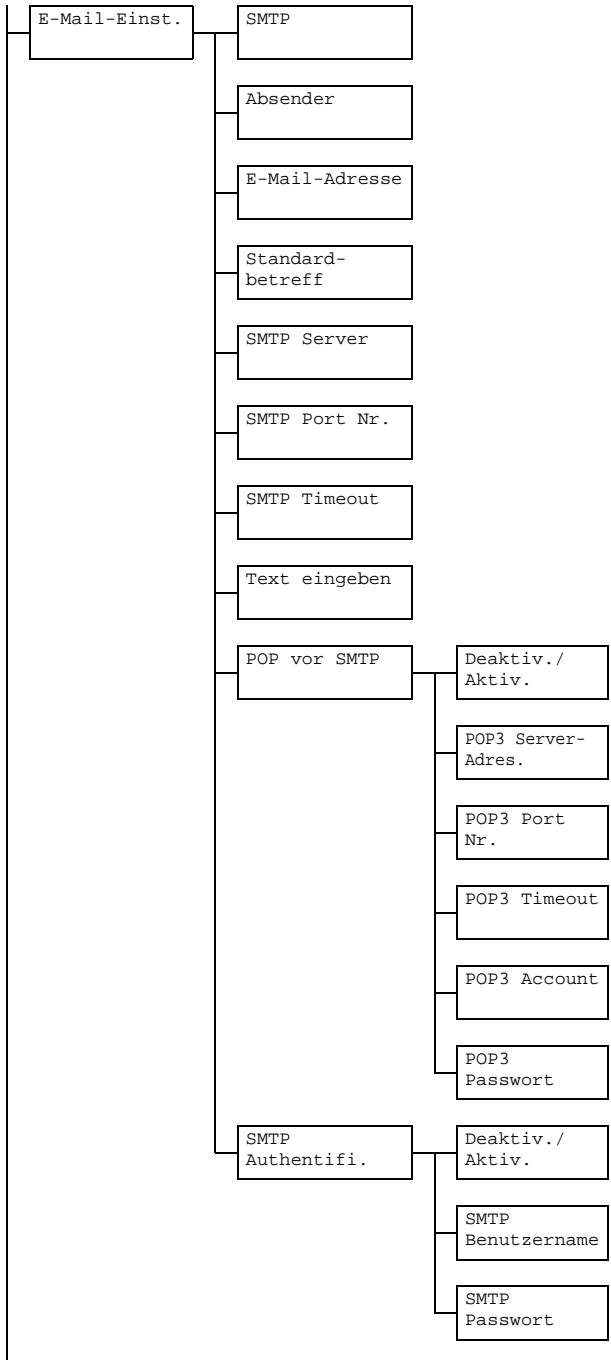 E-Mail-Einst.
SMTP
Absender
E-Mail-Adresse
Standard-
betreff
SMTP Server
SMTP Port Nr.
SMTP Timeout
Text eingeben
POP vor SMTP
Deaktiv./
Aktiv.
POP3 Server-
Adres.
POP3 Port
Nr.
POP3 Timeout
POP3 Account
POP3
Passwort
SMTP
Authentifi.
Deaktiv./
Aktiv.
SMTP
Benutzername
SMTP
Passwort